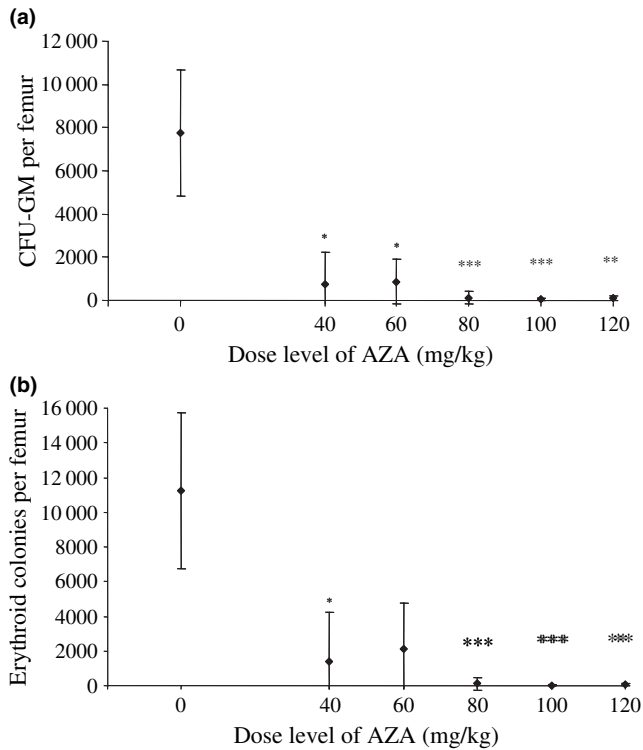 (a)
12 000
10 000
8000
6000
4000
2000
0
CFU-GM per femur
* * *** *** **
0 40 60 80 100 120
Dose level of AZA (mg/kg)
(b)
16 000
14 000
12 000
10 000
8000
6000
4000
2000
0
Erythroid colonies per femur
* ***
0 40 60 80 100 120
Dose level of AZA (mg/kg)